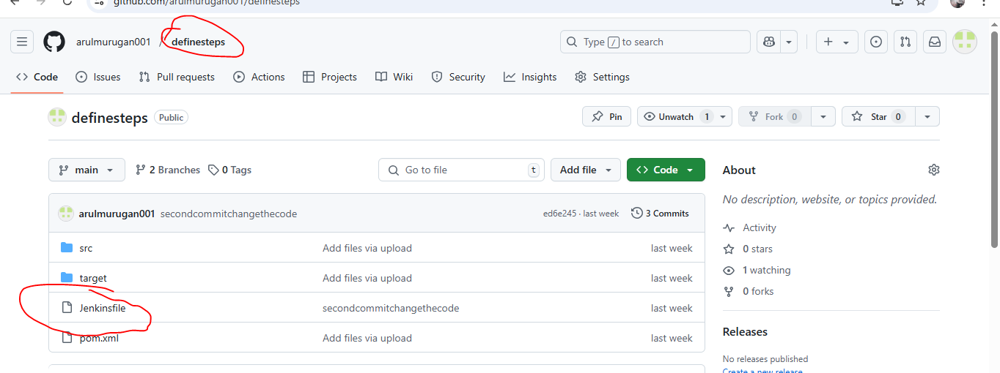 github.com/arulmurugan001/definesteps
arulmurugan001 / definesteps
Type / to search
Code Issues Pull requests Actions Projects Wiki Security Insights Settings
definesteps Public
Pin Unwatch 1 Fork 0 Star 0
main 2 Branches 0 Tags Go to file t Add file Code
About
No description, website, or topics provided.
arulmurugan001 secondcommitchangethecode ed6e245 · last week 3 Commits
Activity
src Add files via upload last week
0 stars
target Add files via upload last week
1 watching
0 forks
Jenkinsfile secondcommitchangethecode last week
pom.xml Add files via upload last week
Releases
No releases published
Create a new release